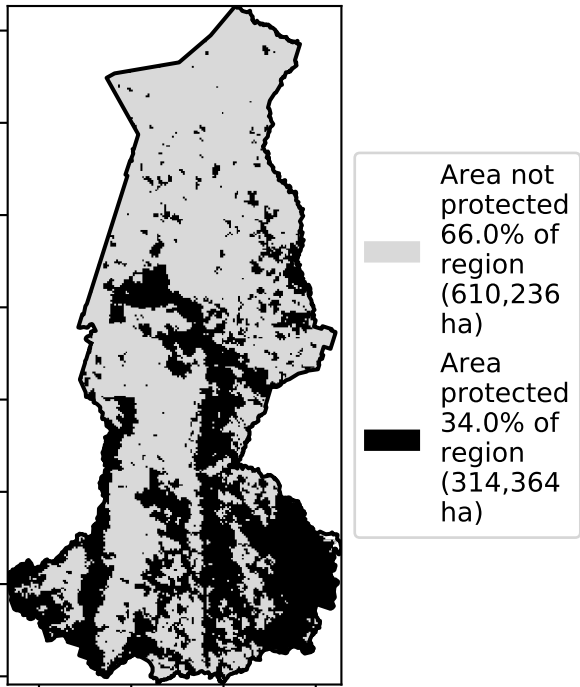 Area not
protected
66.0% of
region
(610,236
ha)
Area
protected
34.0% of
region
(314,364
ha)